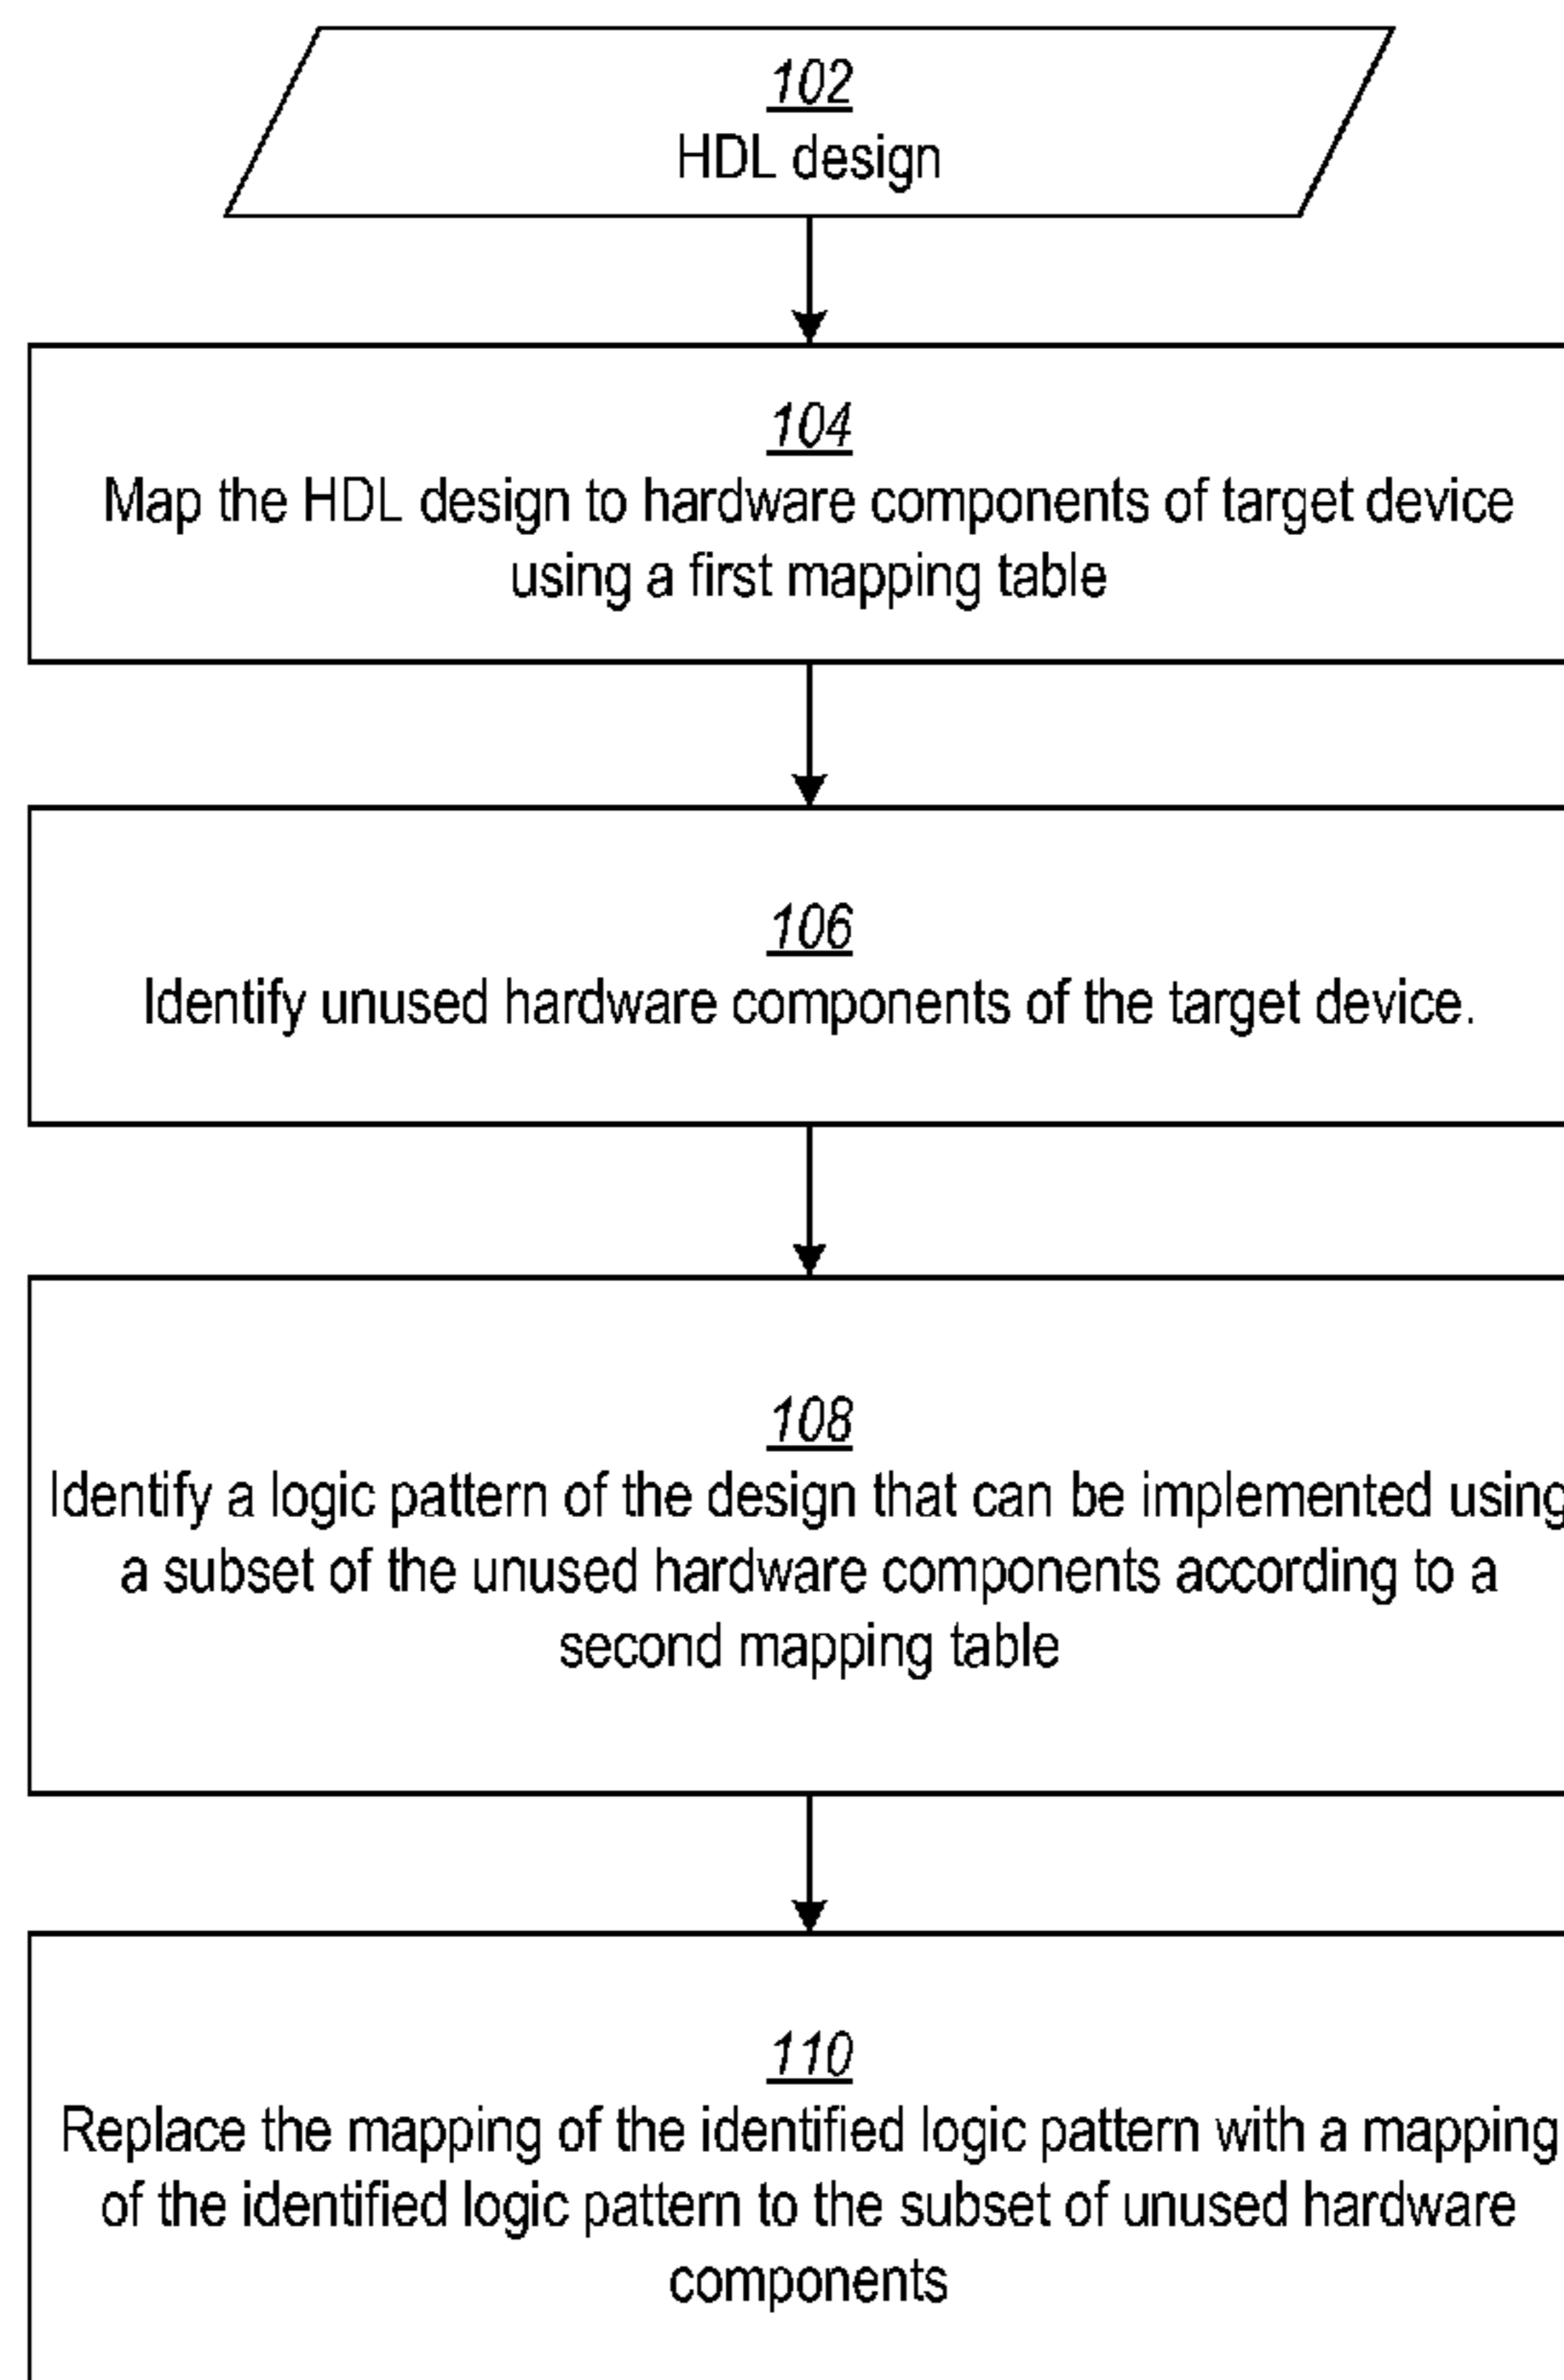 102
HDL design
104
Map the HDL design to hardware components of target device
using a first mapping table
106
Identify unused hardware components of the target device.
108
Identify a logic pattern of the design that can be implemented using
a subset of the unused hardware components according to a
second mapping table
110
Replace the mapping of the identified logic pattern with a mapping
of the identified logic pattern to the subset of unused hardware
components